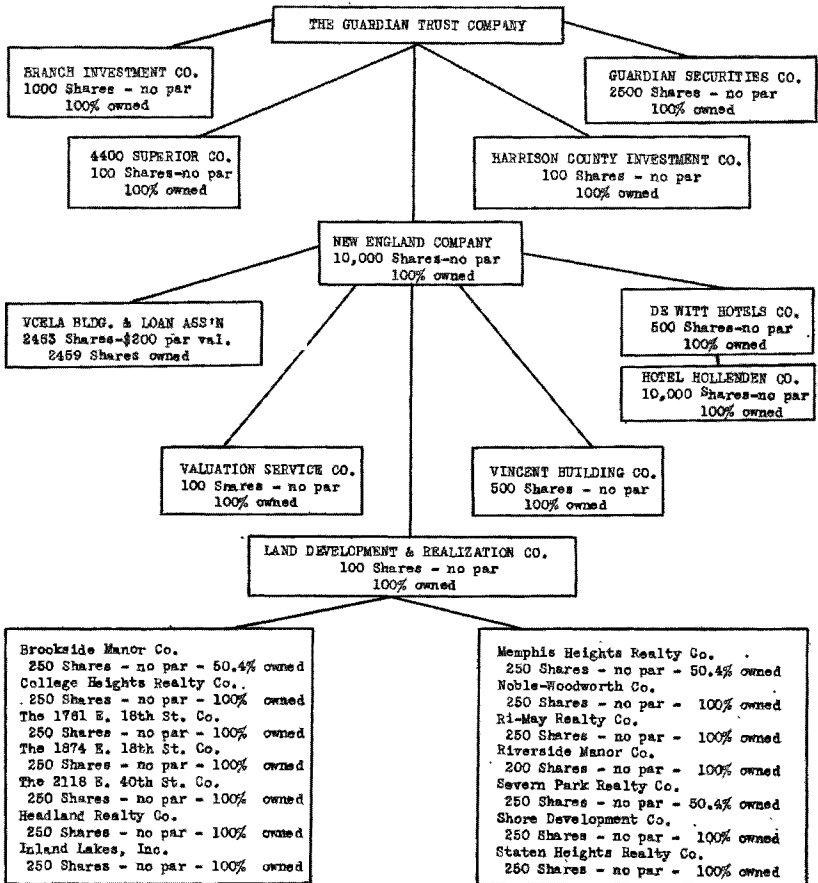 THE GUARDIAN TRUST COMPANY
BRANCH INVESTMENT CO.
1000 Shares - no par
100% owned
GUARDIAN SECURITIES CO.
2500 Shares - no par
100% owned
4400 SUPERIOR CO.
100 Shares-no par
100% owned
HARRISON COUNTY INVESTMENT CO.
100 Shares - no par
100% owned
NEW ENGLAND COMPANY
10,000 Shares-no par
100% owned
VCELA BLDG. & LOAN ASS'N
2463 Shares-$200 par val.
2459 Shares owned
DE WITT HOTELS CO.
500 Shares-no par
100% owned
HOTEL HOLLENDEN CO.
10,000 Shares-no par
100% owned
VALUATION SERVICE CO.
100 Shares - no par
100% owned
VINCENT BUILDING CO.
500 Shares - no par
100% owned
LAND DEVELOPMENT & REALIZATION CO.
100 Shares - no par
100% owned
Brookside Manor Co.
250 Shares - no par - 50.4% owned
College Heights Realty Co.
250 Shares - no par - 100% owned
The 1761 E. 18th St. Co.
250 Shares - no par - 100% owned
The 1874 E. 18th St. Co.
250 Shares - no par - 100% owned
The 2118 E. 40th St. Co.
250 Shares - no par - 100% owned
Headland Realty Co.
250 Shares - no par - 100% owned
Inland Lakes, Inc.
250 Shares - no par - 100% owned
Memphis Heights Realty Co.
250 Shares - no par - 50.4% owned
Noble-Woodworth Co.
250 Shares - no par - 100% owned
Ri-May Realty Co.
250 Shares - no par - 100% owned
Riverside Manor Co.
200 Shares - no par - 100% owned
Severn Park Realty Co.
250 Shares - no par - 50.4% owned
Shore Development Co.
250 Shares - no par - 100% owned
Staten Heights Realty Co.
250 Shares - no par - 100% owned